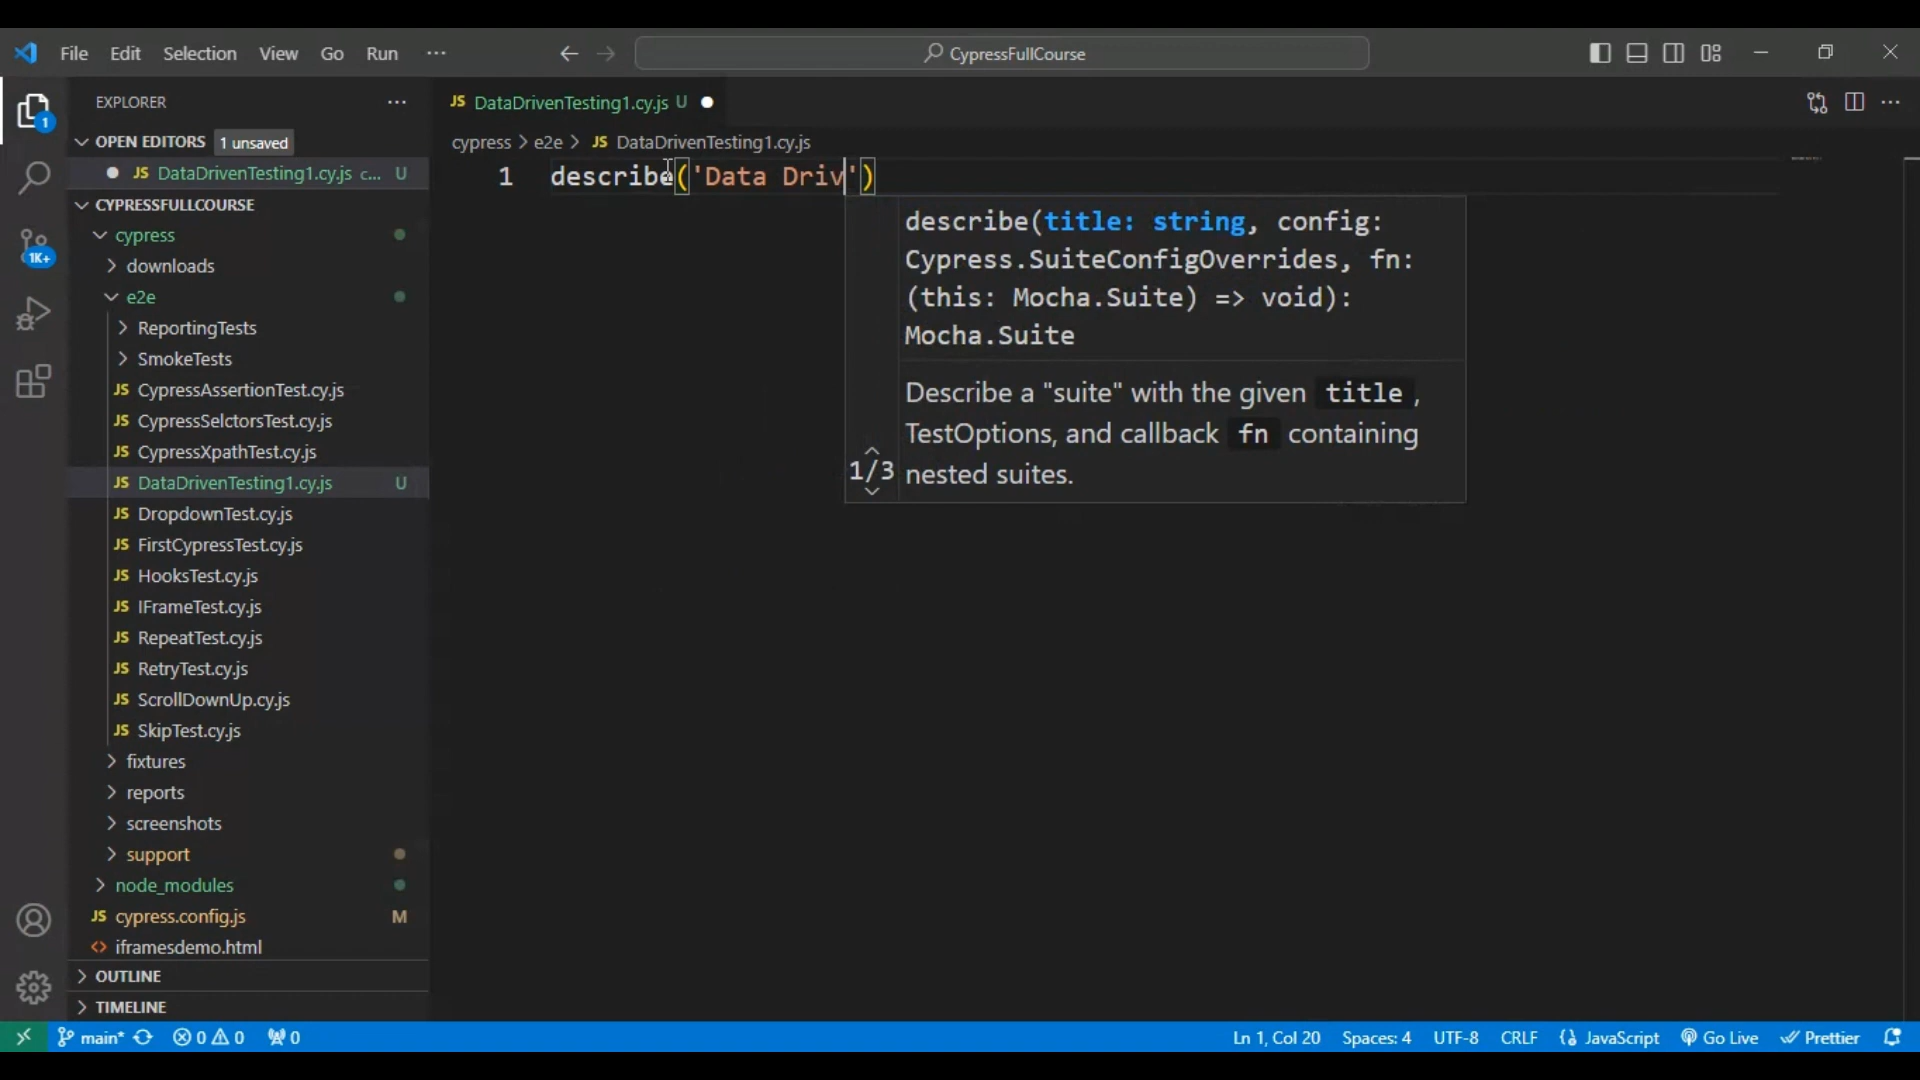 File Edit Selection View Go Run ··· CypressFullCourse
EXPLORER ···
OPEN EDITORS 1 unsaved
JS DataDrivenTesting1.cy.js c... U
CYPRESSFULLCOURSE
cypress
downloads
e2e
ReportingTests
SmokeTests
JS CypressAssertionTest.cy.js
JS CypressSelctorsTest.cy.js
JS CypressXpathTest.cy.js
JS DataDrivenTesting1.cy.js U
JS DropdownTest.cy.js
JS FirstCypressTest.cy.js
JS HooksTest.cy.js
JS IFrameTest.cy.js
JS RepeatTest.cy.js
JS RetryTest.cy.js
JS ScrollDownUp.cy.js
JS SkipTest.cy.js
fixtures
reports
screenshots
support
node_modules
JS cypress.config.js M
<> iframesdemo.html
OUTLINE
TIMELINE
1
1K+
JS DataDrivenTesting1.cy.js U
cypress > e2e > JS DataDrivenTesting1.cy.js
1 describe('Data Driv')
describe(title: string, config:
Cypress.SuiteConfigOverrides, fn:
(this: Mocha.Suite) => void):
Mocha.Suite
Describe a "suite" with the given title,
TestOptions, and callback fn containing
1/3 nested suites.
main* 0 0 0 Ln 1, Col 20 Spaces: 4 UTF-8 CRLF JavaScript Go Live Prettier